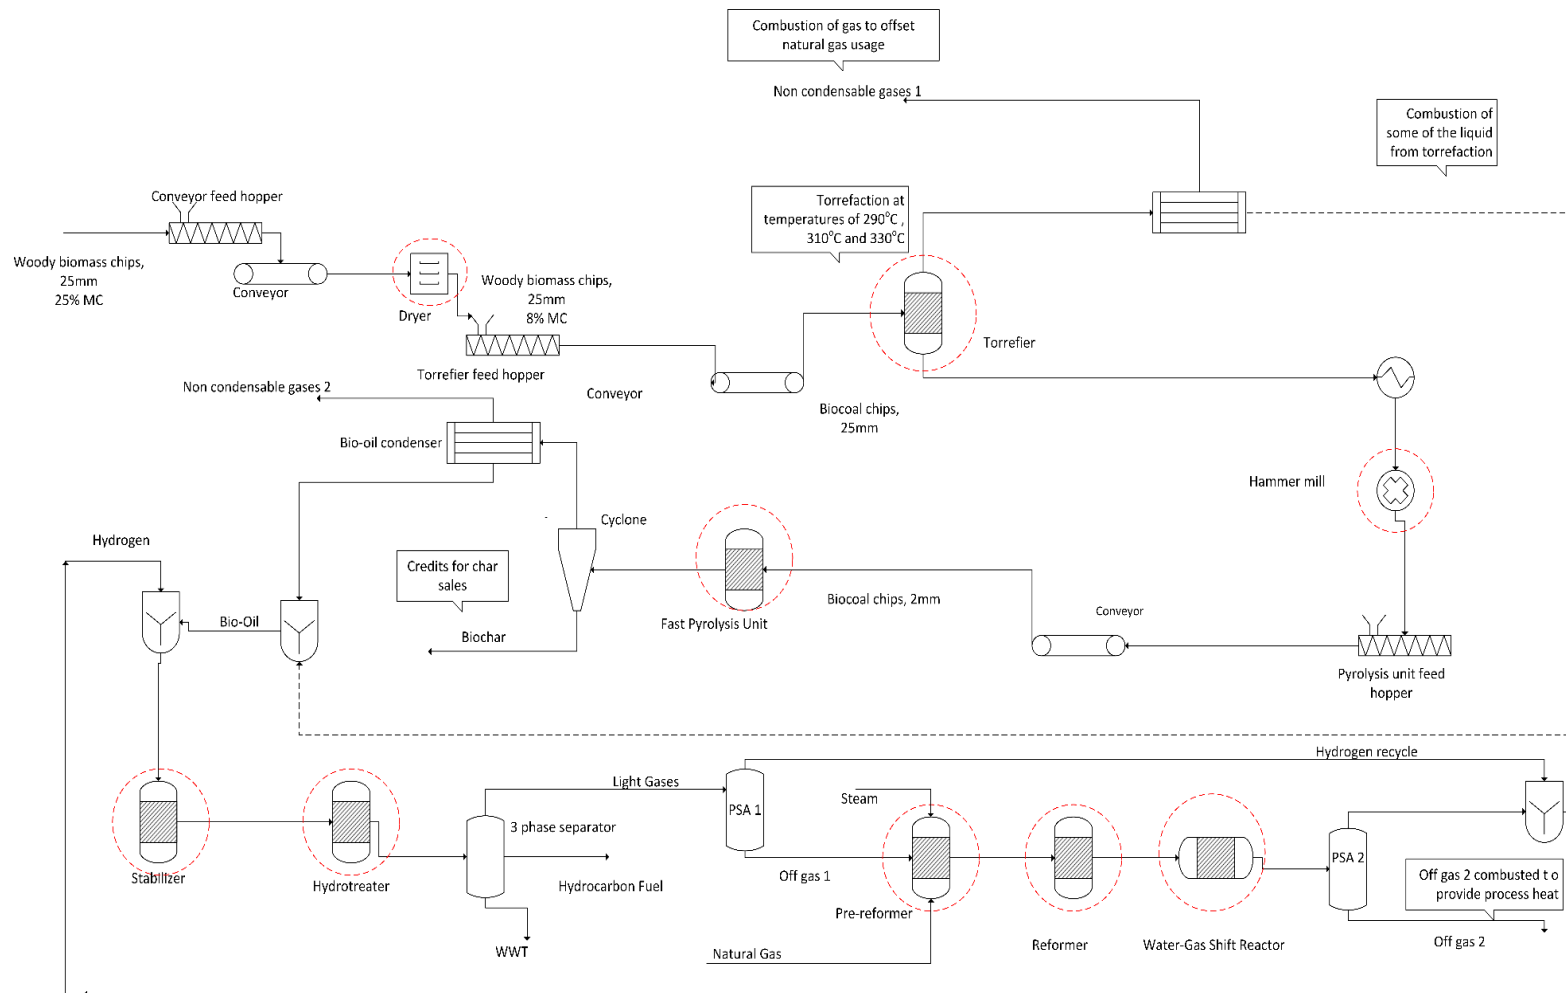 Combustion of gas to offset
natural gas usage
Non condensable gases 1
Combustion of
some of the liquid
from torrefaction
Conveyor feed hopper
Torrefaction at
temperatures of 290°C ,
310°C and 330°C
Woody biomass chips,
25mm
25% MC
Conveyor
Dryer
Woody biomass chips,
25mm
8% MC
Torrefier feed hopper
Torrefier
Conveyor
Biocoal chips,
25mm
Non condensable gases 2
Bio-oil condenser
Hammer mill
Cyclone
Hydrogen
Credits for char
sales
Bio-Oil
Biochar
Fast Pyrolysis Unit
Biocoal chips, 2mm
Conveyor
Pyrolysis unit feed
hopper
Hydrogen recycle
Light Gases
PSA 1
Steam
3 phase separator
Stabilizer
Hydrotreater
Hydrocarbon Fuel
Off gas 1
PSA 2
Off gas 2 combusted t o
provide process heat
Pre-reformer
Reformer
Water-Gas Shift Reactor
Off gas 2
WWT
Natural Gas